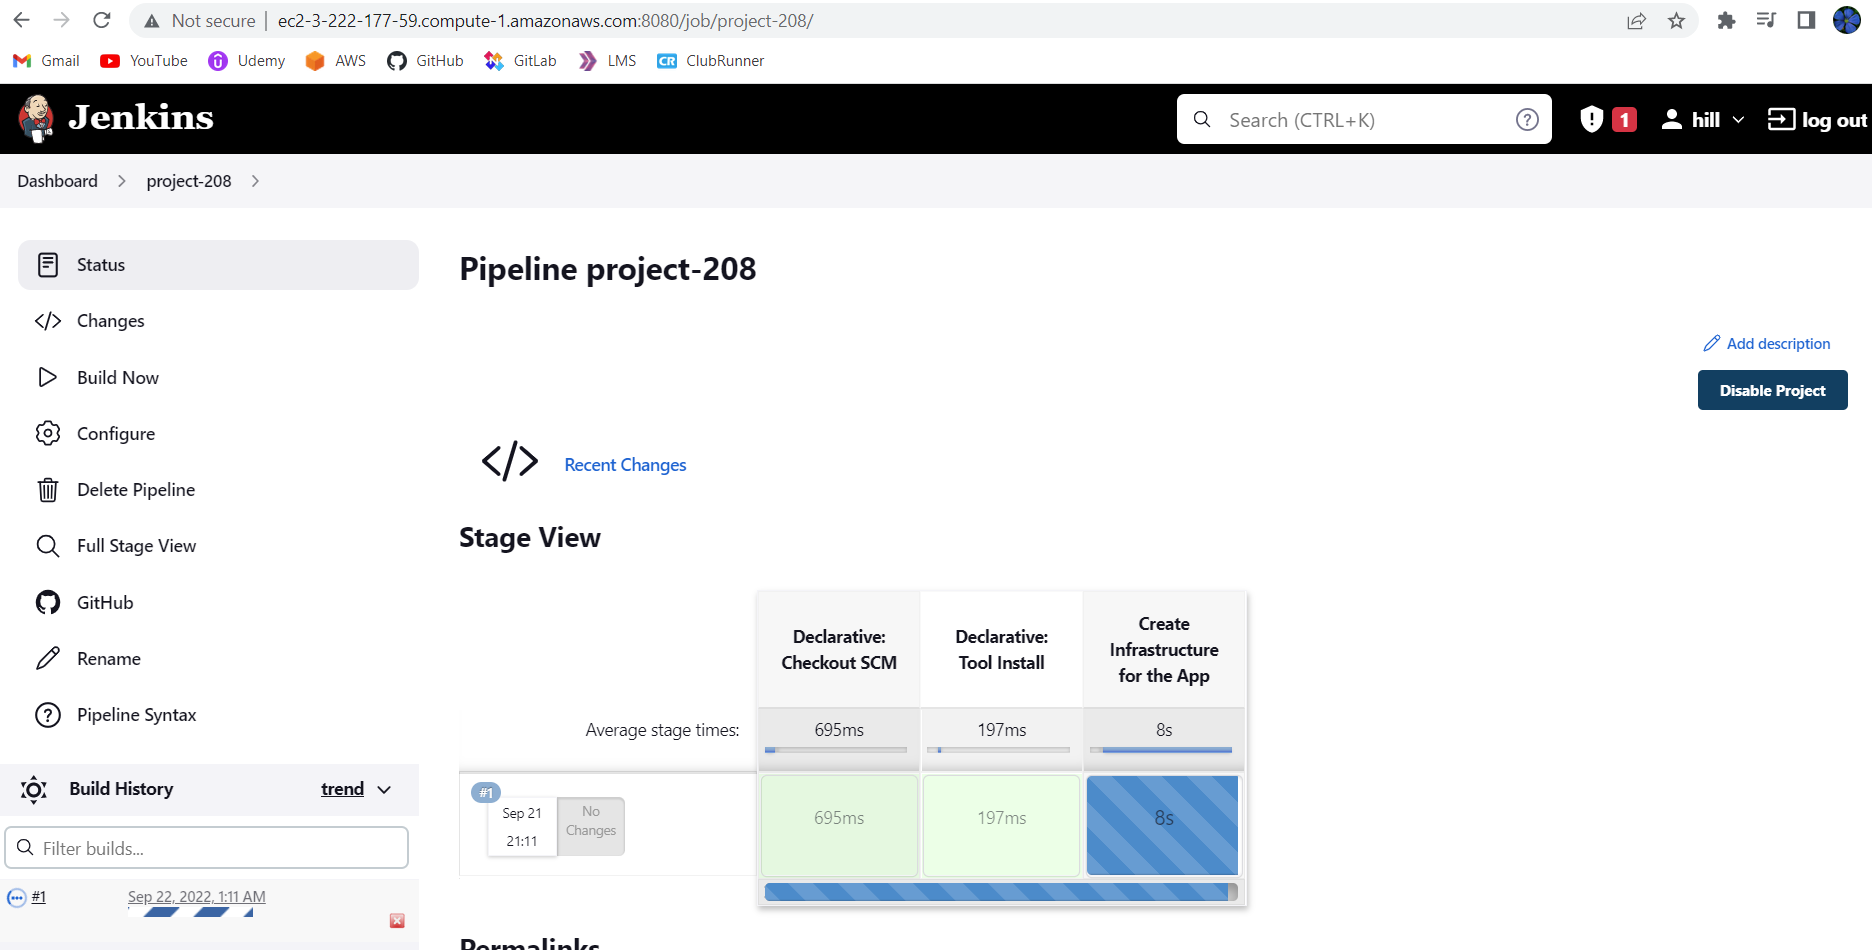 Not secure
ec2-3-222-177-59.compute-1.amazonaws.com:8080/job/project-208/
Gmail
YouTube
Udemy
AWS
GitHub
GitLab
LMS
CR
ClubRunner
Jenkins
Search (CTRL+K)
?
1
hill
log out
Dashboard
project-208
Status
Changes
Build Now
Configure
Delete Pipeline
Full Stage View
GitHub
Rename
Pipeline Syntax
Build History
trend
Filter builds...
#1
Sep 22, 2022, 1:11 AM
Pipeline project-208
Add description
Disable Project
Recent Changes
Stage View
Declarative:
Checkout SCM
Declarative:
Tool Install
Create
Infrastructure
for the App
Average stage times:
695ms
197ms
8s
#1
Sep 21
21:11
No
Changes
695ms
197ms
8s
Permalinks